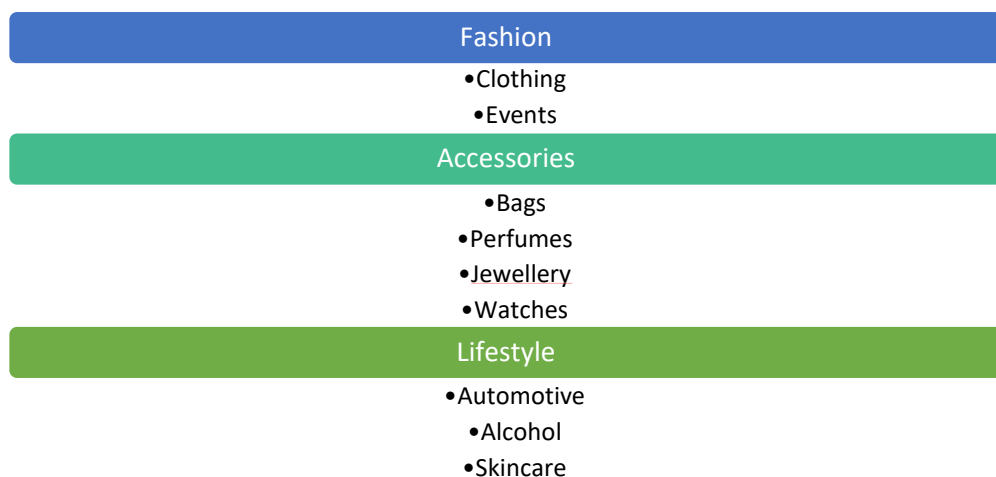 Fashion
•Clothing
•Events
Accessories
•Bags
•Perfumes
•Jewellery
•Watches
Lifestyle
•Automotive
•Alcohol
•Skincare